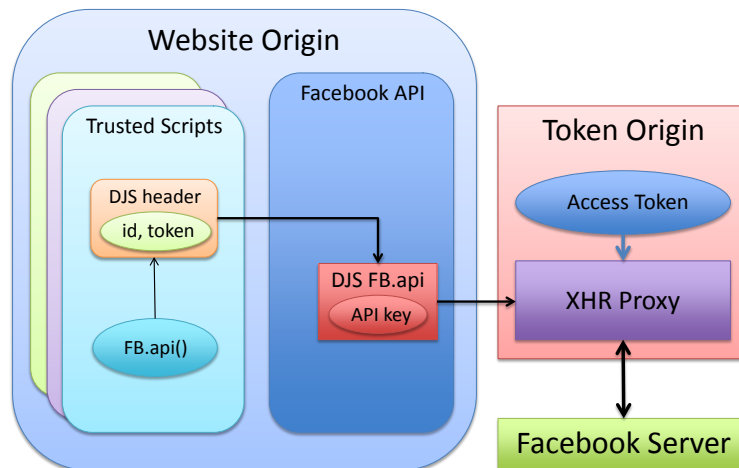 Website Origin
Trusted Scripts
DJS header
id, token
FB.api()
Facebook API
DJS FB.api
API key
Token Origin
Access Token
XHR Proxy
Facebook Server